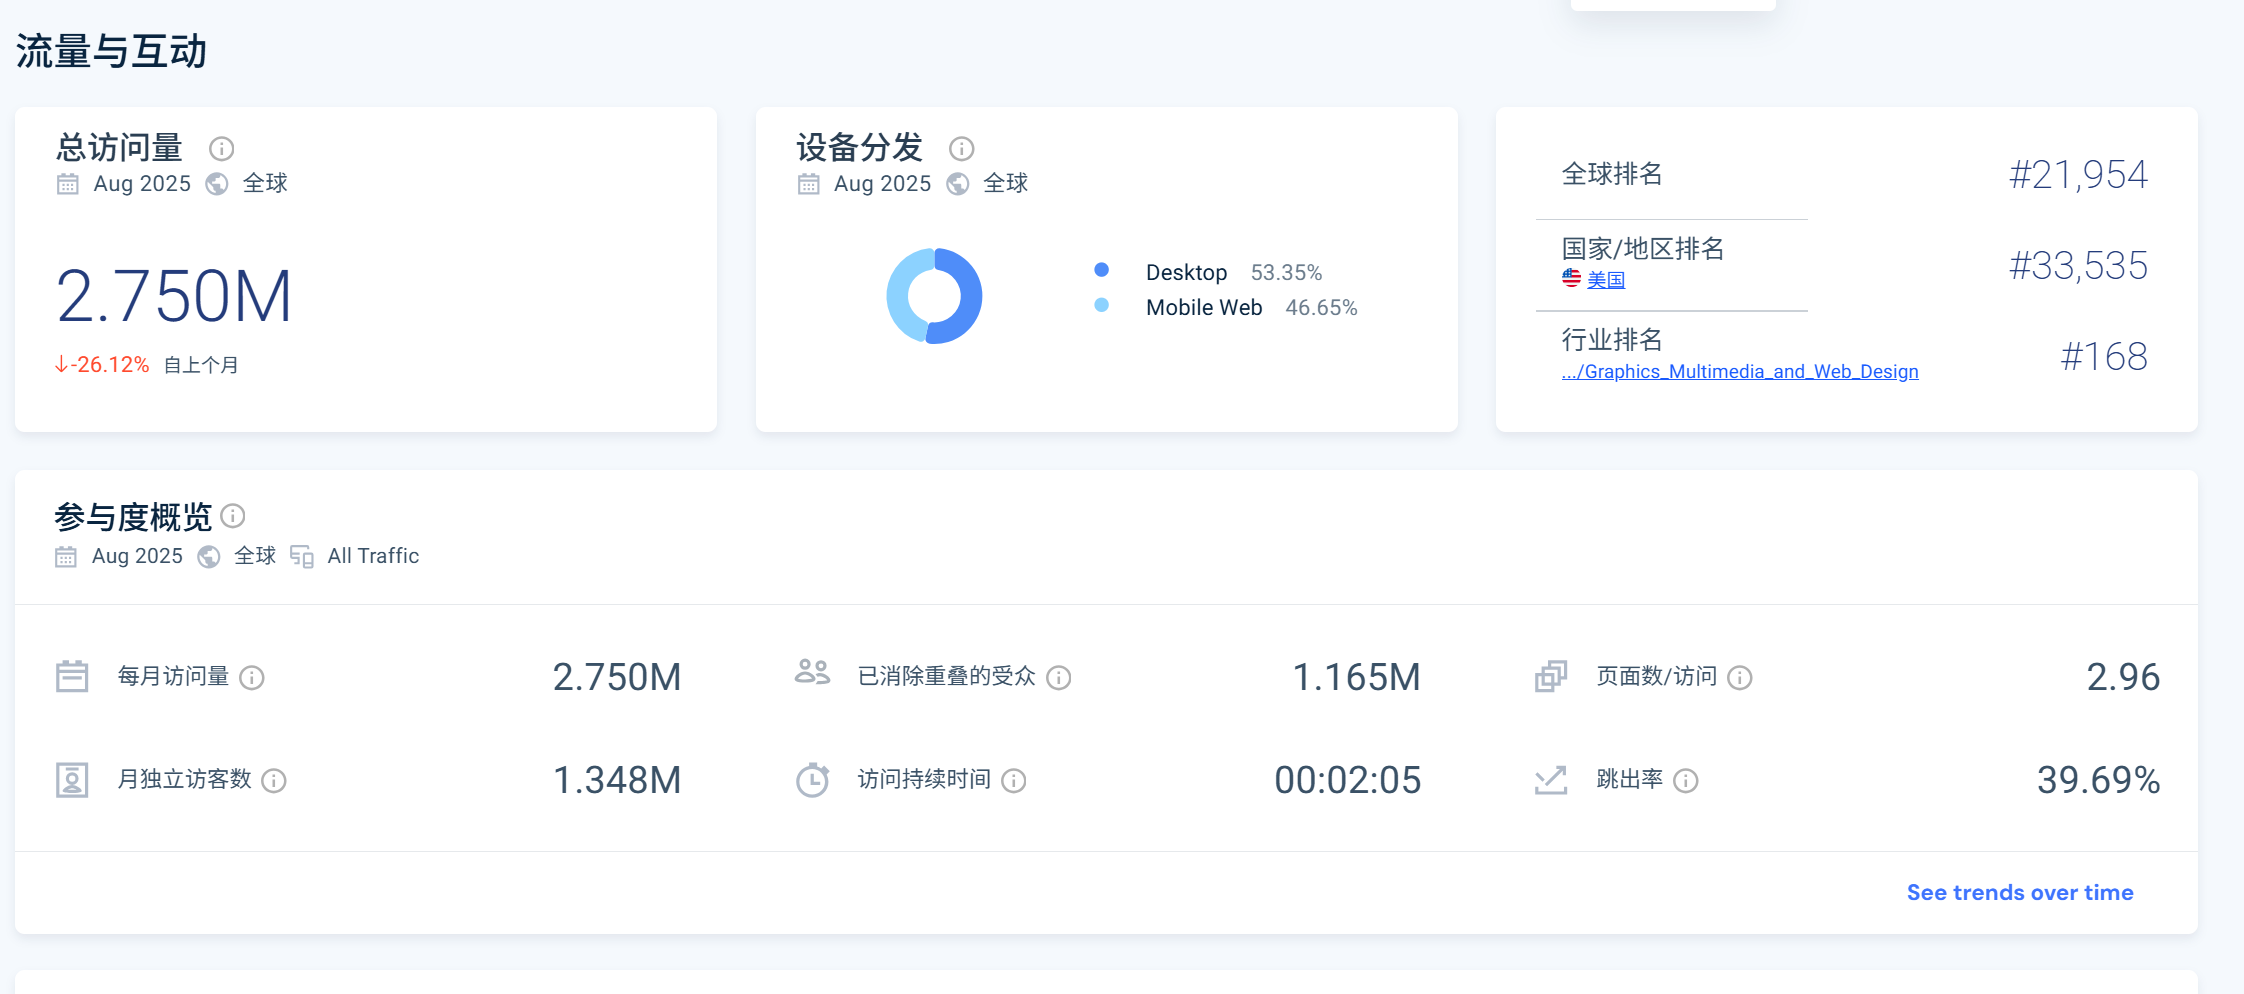 流量与互动
总访问量
Aug 2025 全球
2.750M
↓-26.12% 自上个月
设备分发
Aug 2025 全球
Desktop 53.35%
Mobile Web 46.65%
全球排名 #21,954
国家/地区排名
美国
#33,535
行业排名
.../Graphics_Multimedia_and_Web_Design
#168
参与度概览
Aug 2025 全球 All Traffic
每月访问量 2.750M
已消除重叠的受众 1.165M
页面数/访问 2.96
月独立访客数 1.348M
访问持续时间 00:02:05
跳出率 39.69%
See trends over time